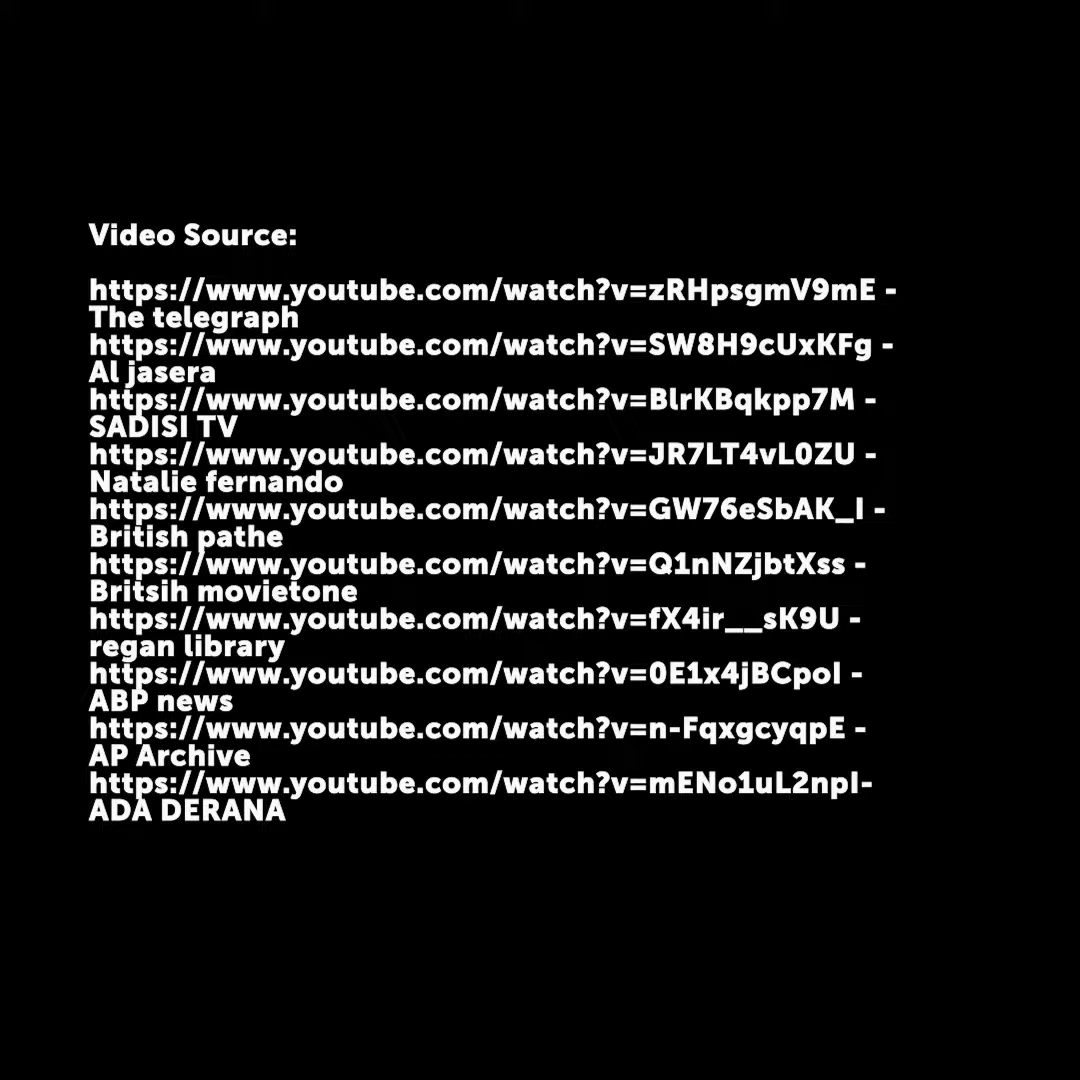 Video Source:
https://www.youtube.com/watch?v=zRHpsgmV9mE -
The telegraph
https://www.youtube.com/watch?v=SW8H9cUxKFg -
Al jasera
https://www.youtube.com/watch?v=BlrKBqkpp7M -
SADISI TV
https://www.youtube.com/watch?v=JR7LT4vL0ZU -
Natalie fernando
https://www.youtube.com/watch?v=GW76eSbAK_I -
British pathe
https://www.youtube.com/watch?v=Q1nNZjbtXss -
Britsih movietone
https://www.youtube.com/watch?v=fX4ir__sK9U -
regan library
https://www.youtube.com/watch?v=0E1x4jBCpoI -
ABP news
https://www.youtube.com/watch?v=n-FqxgcyqpE -
AP Archive
https://www.youtube.com/watch?v=mENo1uL2npI-
ADA DERANA